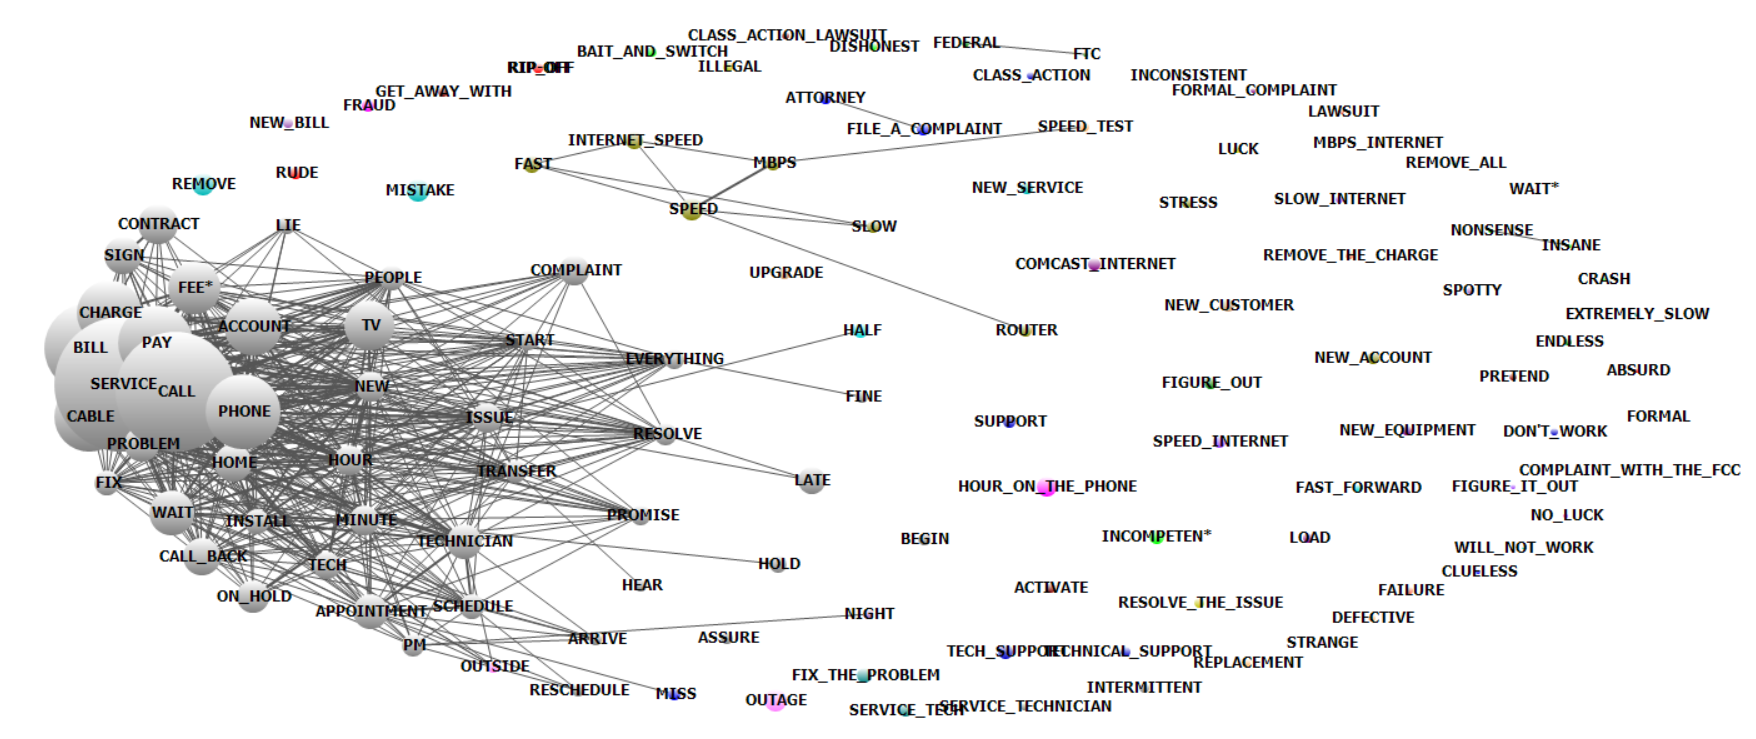 CLASS_ACTION_LAWSUIT
DISHONEST
FEDERAL
BAIT_AND_SWITCH
FTC
ILLEGAL
CLASS_ACTION
INCONSISTENT
FORMAL_COMPLAINT
GET_AWAY_WITH
FRAUD
ATTORNEY
LAWSUIT
NEW_BILL
FILE_A_COMPLAINT
SPEED_TEST
INTERNET_SPEED
MBPS_INTERNET
LUCK
FAST
MBPS
REMOVE_ALL
RUDE
REMOVE
MISTAKE
NEW_SERVICE
WAIT*
STRESS
SLOW_INTERNET
SPEED
CONTRACT
LIE
SLOW
NONSENSE
INSANE
SIGN
REMOVE_THE_CHARGE
COMCAST_INTERNET
COMPLAINT
UPGRADE
PEOPLE
CRASH
FEE*
SPOTTY
NEW_CUSTOMER
CHARGE
EXTREMELY_SLOW
ACCOUNT
TV
HALF
ROUTER
START
PAY
ENDLESS
BILL
EVERYTHING
NEW_ACCOUNT
ABSURD
PRETEND
SERVICE
CALL
NEW
FIGURE_OUT
FINE
PHONE
CABLE
ISSUE
FORMAL
SUPPORT
RESOLVE
NEW_EQUIPMENT
DON'T_WORK
PROBLEM
SPEED_INTERNET
HOME
HOUR
TRANSFER
COMPLAINT_WITH_THE_FCC
FIX
LATE
HOUR_ON_THE_PHONE
FAST_FORWARD
FIGURE_IT_OUT
WAIT
INSTALL
MINUTE
PROMISE
NO_LUCK
TECHNICIAN
BEGIN
INCOMPETEN*
LOAD
WILL_NOT_WORK
CALL_BACK
TECH
HOLD
CLUELESS
HEAR
ACTIVATE
FAILURE
ON_HOLD
APPOINTMENT
SCHEDULE
NIGHT
RESOLVE_THE_ISSUE
DEFECTIVE
PM
ARRIVE
ASSURE
STRANGE
TECH_SUPPORT
TECHNICAL_SUPPORT
REPLACEMENT
OUTSIDE
FIX_THE_PROBLEM
RESCHEDULE
MISS
OUTAGE
INTERMITTENT
SERVICE_TECH
SERVICE_TECHNICIAN